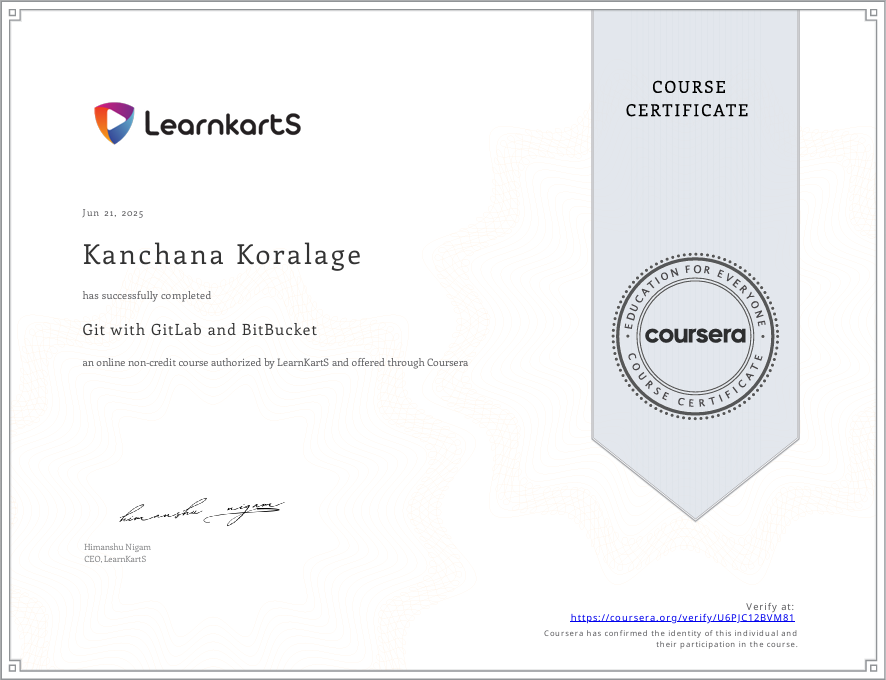 LearnkartS
COURSE
CERTIFICATE
Jun 21, 2025
Kanchana Koralage
has successfully completed
Git with GitLab and BitBucket
an online non-credit course authorized by LearnKartS and offered through Coursera
EDUCATION FOR EVERYONE
coursera
COURSE CERTIFICATE
himanshu nigam
Himanshu Nigam
CEO, LearnKartS
Verify at:
https://coursera.org/verify/U6PJC12BVM81
Coursera has confirmed the identity of this individual and
their participation in the course.